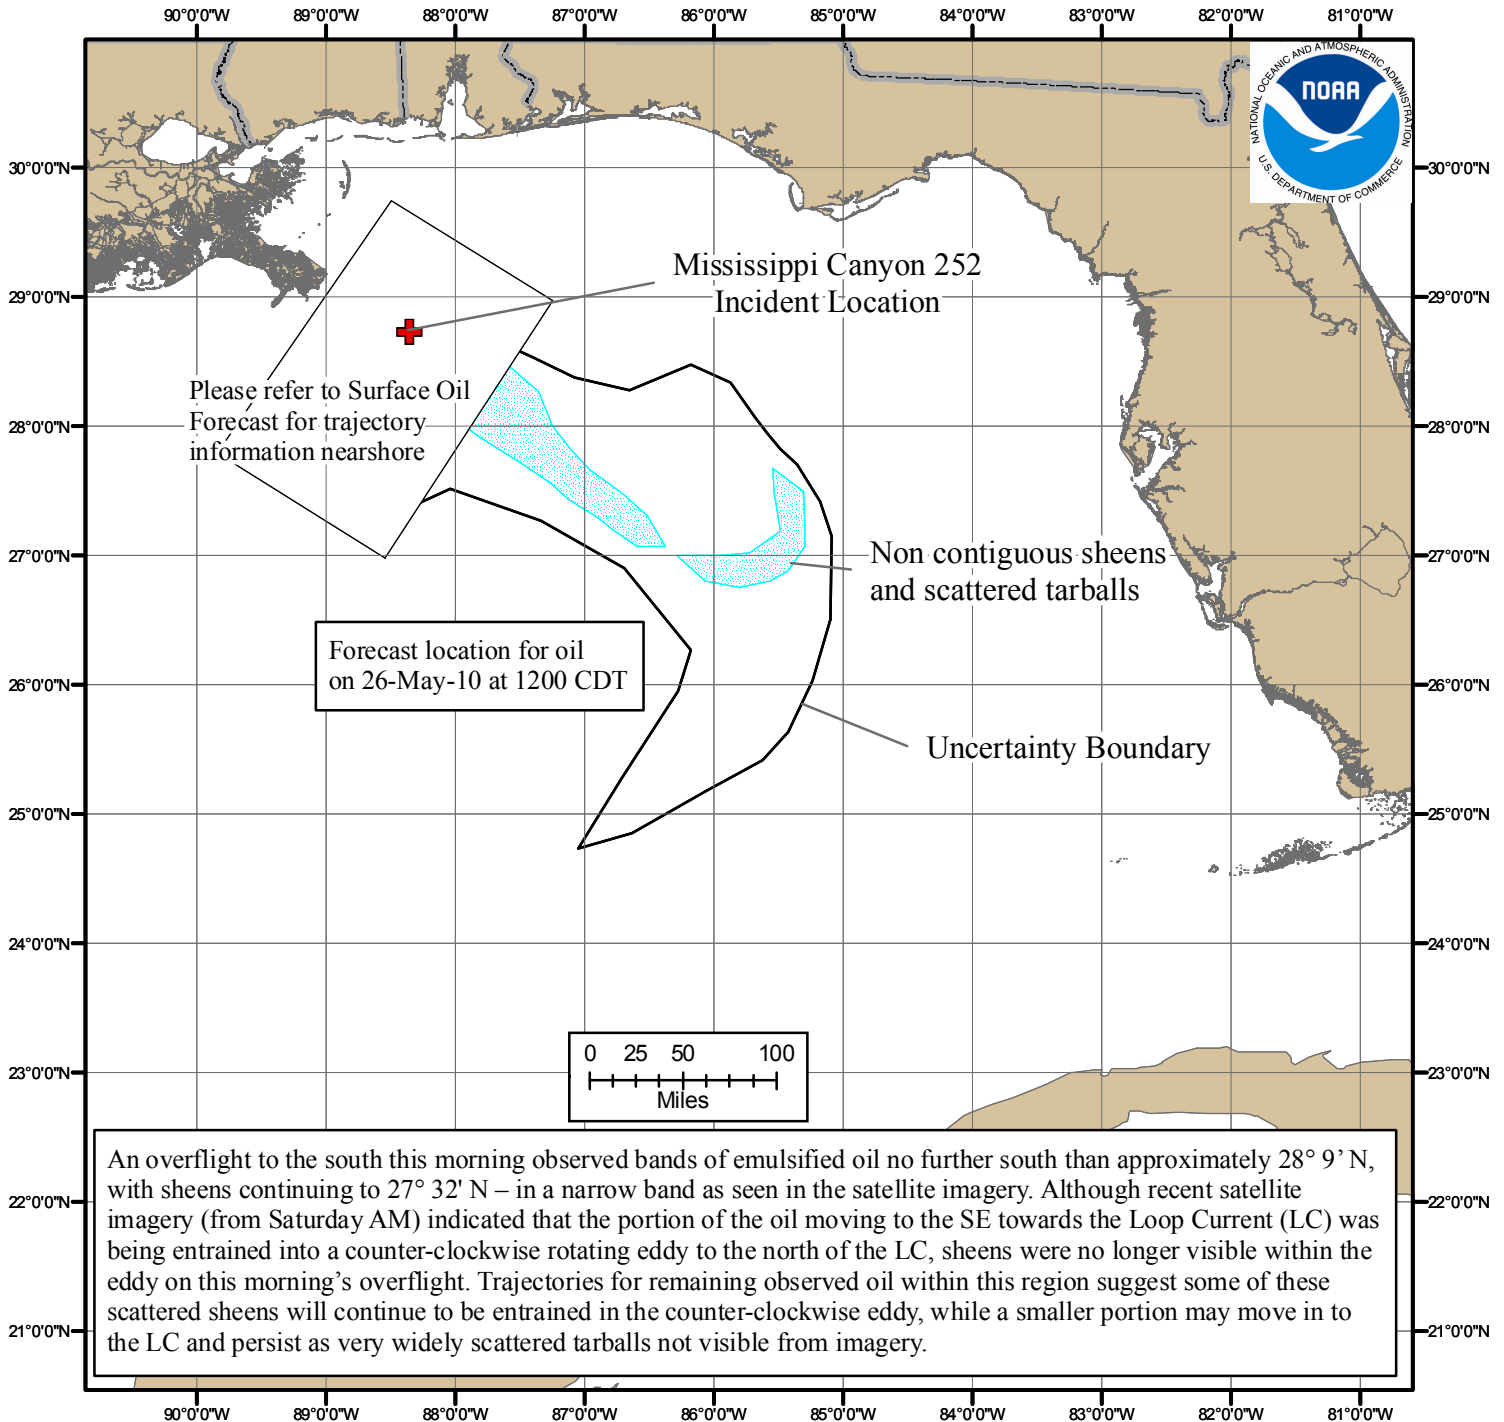 90°0'0"W 89°0'0"W 88°0'0"W 87°0'0"W 86°0'0"W 85°0'0"W 84°0'0"W 83°0'0"W 82°0'0"W 81°0'0"W
NATIONAL OCEANIC AND ATMOSPHERIC ADMINISTRATION
NOAA
U.S. DEPARTMENT OF COMMERCE
30°0'0"N 30°0'0"N
Mississippi Canyon 252
Incident Location
29°0'0"N 29°0'0"N
Please refer to Surface Oil
Forecast for trajectory
information nearshore
28°0'0"N 28°0'0"N
Non contiguous sheens
and scattered tarballs
27°0'0"N 27°0'0"N
Forecast location for oil
on 26-May-10 at 1200 CDT
26°0'0"N 26°0'0"N
Uncertainty Boundary
25°0'0"N 25°0'0"N
24°0'0"N 24°0'0"N
0 25 50 100
Miles
23°0'0"N 23°0'0"N
An overflight to the south this morning observed bands of emulsified oil no further south than approximately 28° 9’ N,
with sheens continuing to 27° 32' N – in a narrow band as seen in the satellite imagery. Although recent satellite
imagery (from Saturday AM) indicated that the portion of the oil moving to the SE towards the Loop Current (LC) was
being entrained into a counter-clockwise rotating eddy to the north of the LC, sheens were no longer visible within the
eddy on this morning’s overflight. Trajectories for remaining observed oil within this region suggest some of these
scattered sheens will continue to be entrained in the counter-clockwise eddy, while a smaller portion may move in to
the LC and persist as very widely scattered tarballs not visible from imagery.
22°0'0"N 22°0'0"N
21°0'0"N 21°0'0"N
90°0'0"W 89°0'0"W 88°0'0"W 87°0'0"W 86°0'0"W 85°0'0"W 84°0'0"W 83°0'0"W 82°0'0"W 81°0'0"W